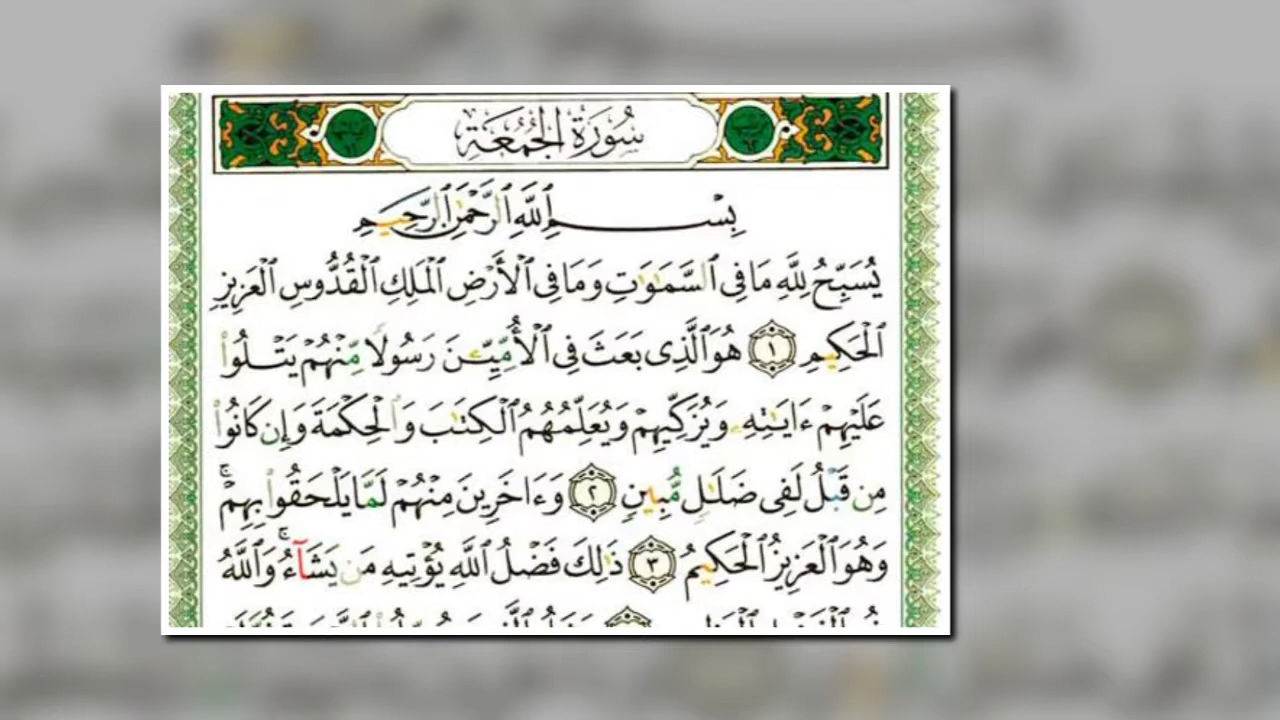 سُورَةُ الجُمُعَةِ
بِسْمِ ٱللَّهِ ٱلرَّحْمَٰنِ ٱلرَّحِيمِ
يُسَبِّحُ لِلَّهِ مَا فِى ٱلسَّمَٰوَٰتِ وَمَا فِى ٱلْأَرْضِ ٱلْمَلِكِ ٱلْقُدُّوسِ ٱلْعَزِيزِ
ٱلْحَكِيمِ ١ هُوَ ٱلَّذِى بَعَثَ فِى ٱلْأُمِّيِّـۧنَ رَسُولًا مِّنْهُمْ يَتْلُوا۟
عَلَيْهِمْ ءَايَٰتِهِۦ وَيُزَكِّيهِمْ وَيُعَلِّمُهُمُ ٱلْكِتَٰبَ وَٱلْحِكْمَةَ وَإِن كَانُوا۟
مِن قَبْلُ لَفِى ضَلَٰلٍ مُّبِينٍ ٢ وَءَاخَرِينَ مِنْهُمْ لَمَّا يَلْحَقُوا۟ بِهِمْ ۚ
وَهُوَ ٱلْعَزِيزُ ٱلْحَكِيمُ ٣ ذَٰلِكَ فَضْلُ ٱللَّهِ يُؤْتِيهِ مَن يَشَآءُ ۚ وَٱللَّهُ